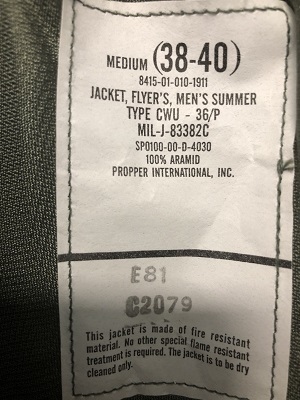 MEDIUM (38-40)
8415-01-010-1911
JACKET, FLYER'S, MEN'S SUMMER
TYPE CWU - 36/P
MIL-J-83382C
SP0100-00-D-4030
100% ARAMID
PROPPER INTERNATIONAL, INC.
E81
C2079
This jacket is made of fire resistant
material. No other special flame resistant
treatment is required. The jacket is to be dry
cleaned only.